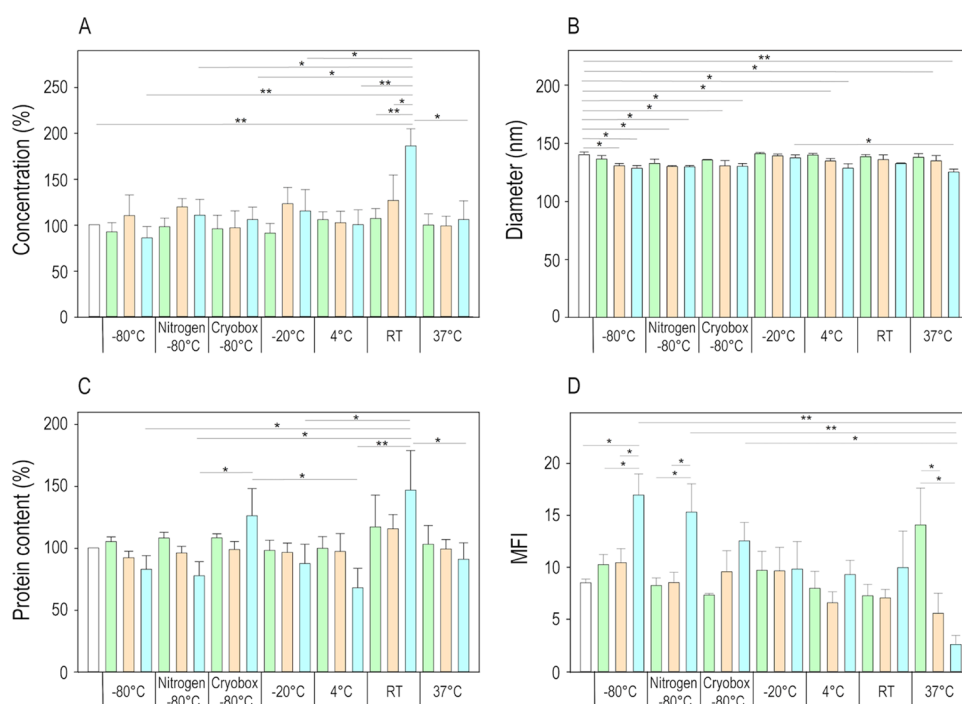 A
Concentration (%)
250
200
150
100
50
0
* * * ** ** * ** ** *
-80°C Nitrogen -80°C Cryobox -80°C -20°C 4°C RT 37°C
B
Diameter (nm)
200
150
100
50
0
** * * * * * * * * *
-80°C Nitrogen -80°C Cryobox -80°C -20°C 4°C RT 37°C
C
Protein content (%)
200
150
100
50
0
* * * ** * * *
-80°C Nitrogen -80°C Cryobox -80°C -20°C 4°C RT 37°C
D
MFI
20
15
10
5
0
** ** * * * * * * * *
-80°C Nitrogen -80°C Cryobox -80°C -20°C 4°C RT 37°C